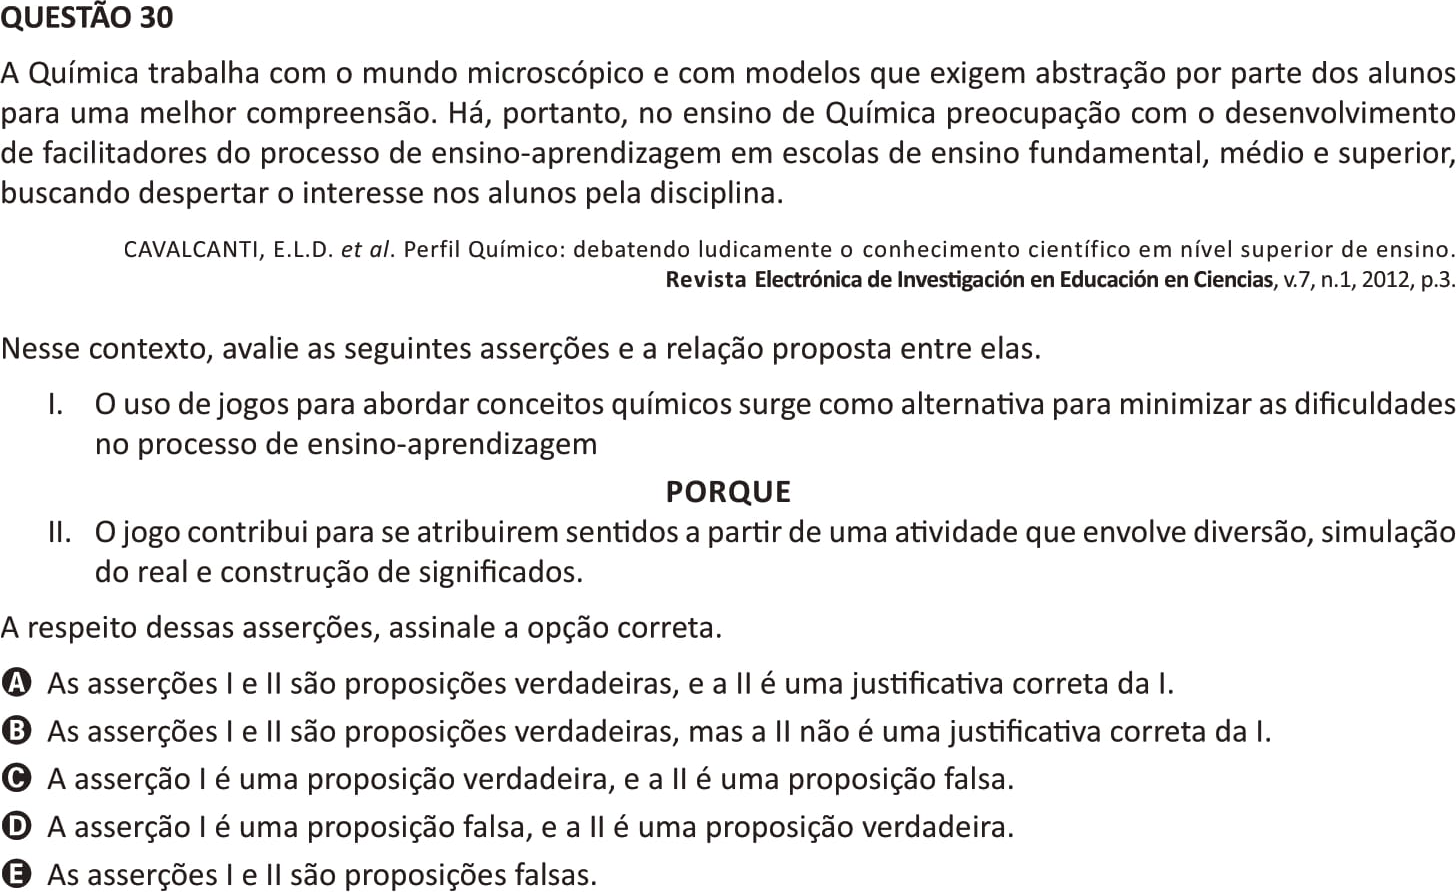 QUESTÃO 30
A Química trabalha com o mundo microscópico e com modelos que exigem abstração por parte dos alunos
para uma melhor compreensão. Há, portanto, no ensino de Química preocupação com o desenvolvimento
de facilitadores do processo de ensino-aprendizagem em escolas de ensino fundamental, médio e superior,
buscando despertar o interesse nos alunos pela disciplina.
CAVALCANTI, E.L.D. et al. Perfil Químico: debatendo ludicamente o conhecimento científico em nível superior de ensino.
Revista Electrónica de Investigación en Educación en Ciencias, v.7, n.1, 2012, p.3.
Nesse contexto, avalie as seguintes asserções e a relação proposta entre elas.
I. O uso de jogos para abordar conceitos químicos surge como alternativa para minimizar as dificuldades
no processo de ensino-aprendizagem
PORQUE
II. O jogo contribui para se atribuirem sentidos a partir de uma atividade que envolve diversão, simulação
do real e construção de significados.
A respeito dessas asserções, assinale a opção correta.
A As asserções I e II são proposições verdadeiras, e a II é uma justificativa correta da I.
B As asserções I e II são proposições verdadeiras, mas a II não é uma justificativa correta da I.
C A asserção I é uma proposição verdadeira, e a II é uma proposição falsa.
D A asserção I é uma proposição falsa, e a II é uma proposição verdadeira.
E As asserções I e II são proposições falsas.